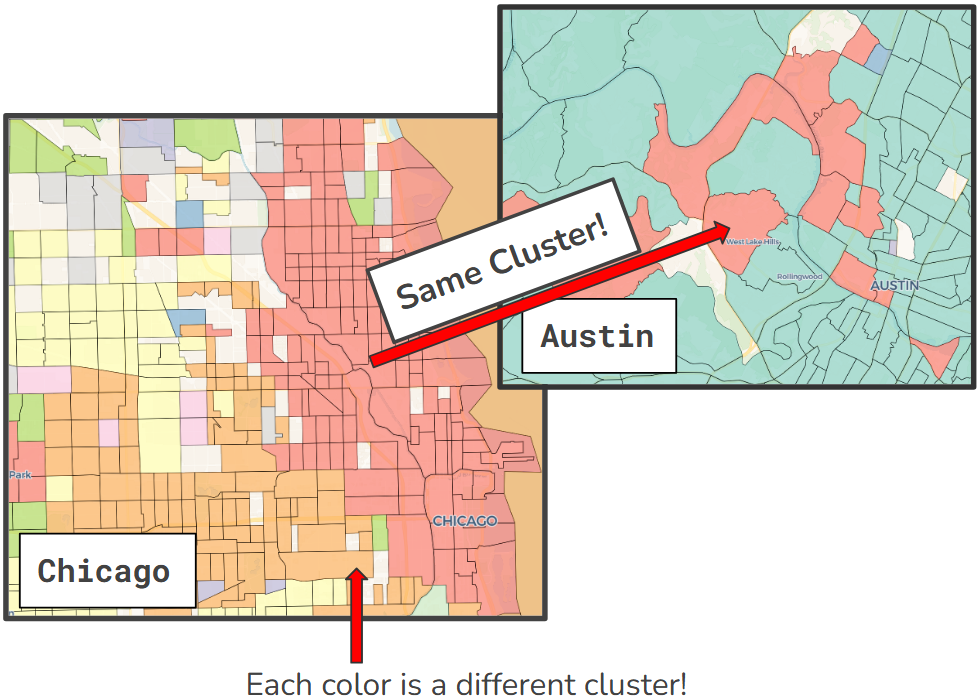 West Lake Hills
Rollingwood
AUSTIN
Same Cluster!
Austin
Park
CHICAGO
Chicago
Each color is a different cluster!